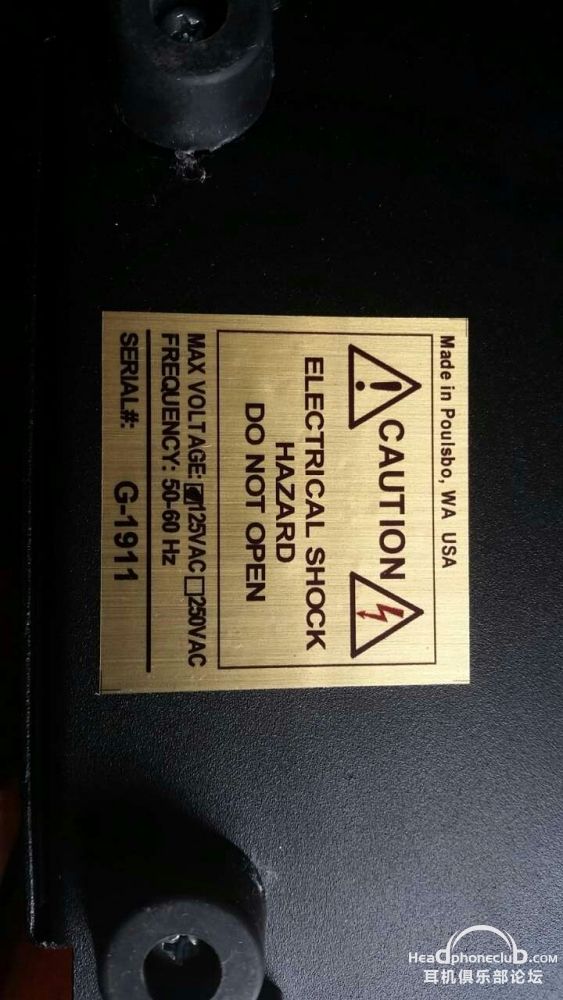 Made in Poulsbo, WA USA
CAUTION
ELECTRICAL SHOCK
HAZARD
DO NOT OPEN
MAX VOLTAGE: ☑125VAC ☐250VAC
FREQUENCY: 50-60 Hz
SERIAL#: G-1911
HeadphoneclubD.com
耳机俱乐部论坛